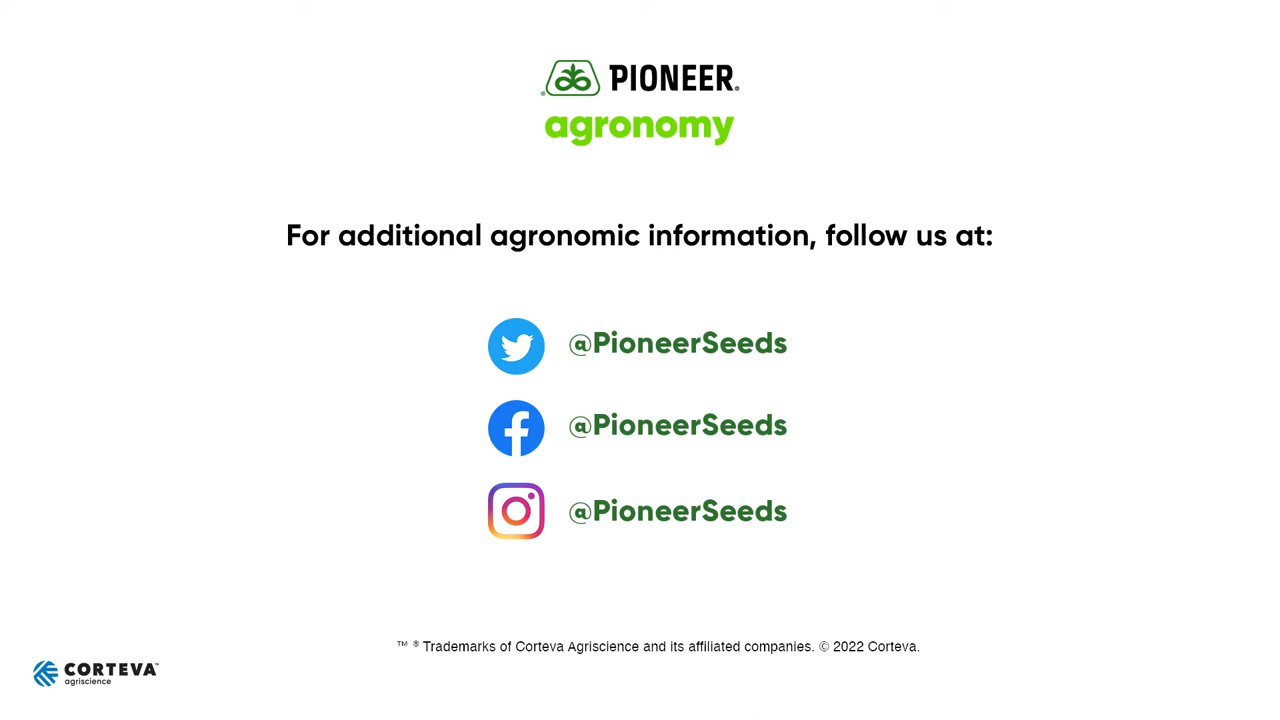 PIONEER®
agronomy
For additional agronomic information, follow us at:
@PioneerSeeds
@PioneerSeeds
@PioneerSeeds
™ ® Trademarks of Corteva Agriscience and its affiliated companies. © 2022 Corteva.
CORTEVA™
agriscience